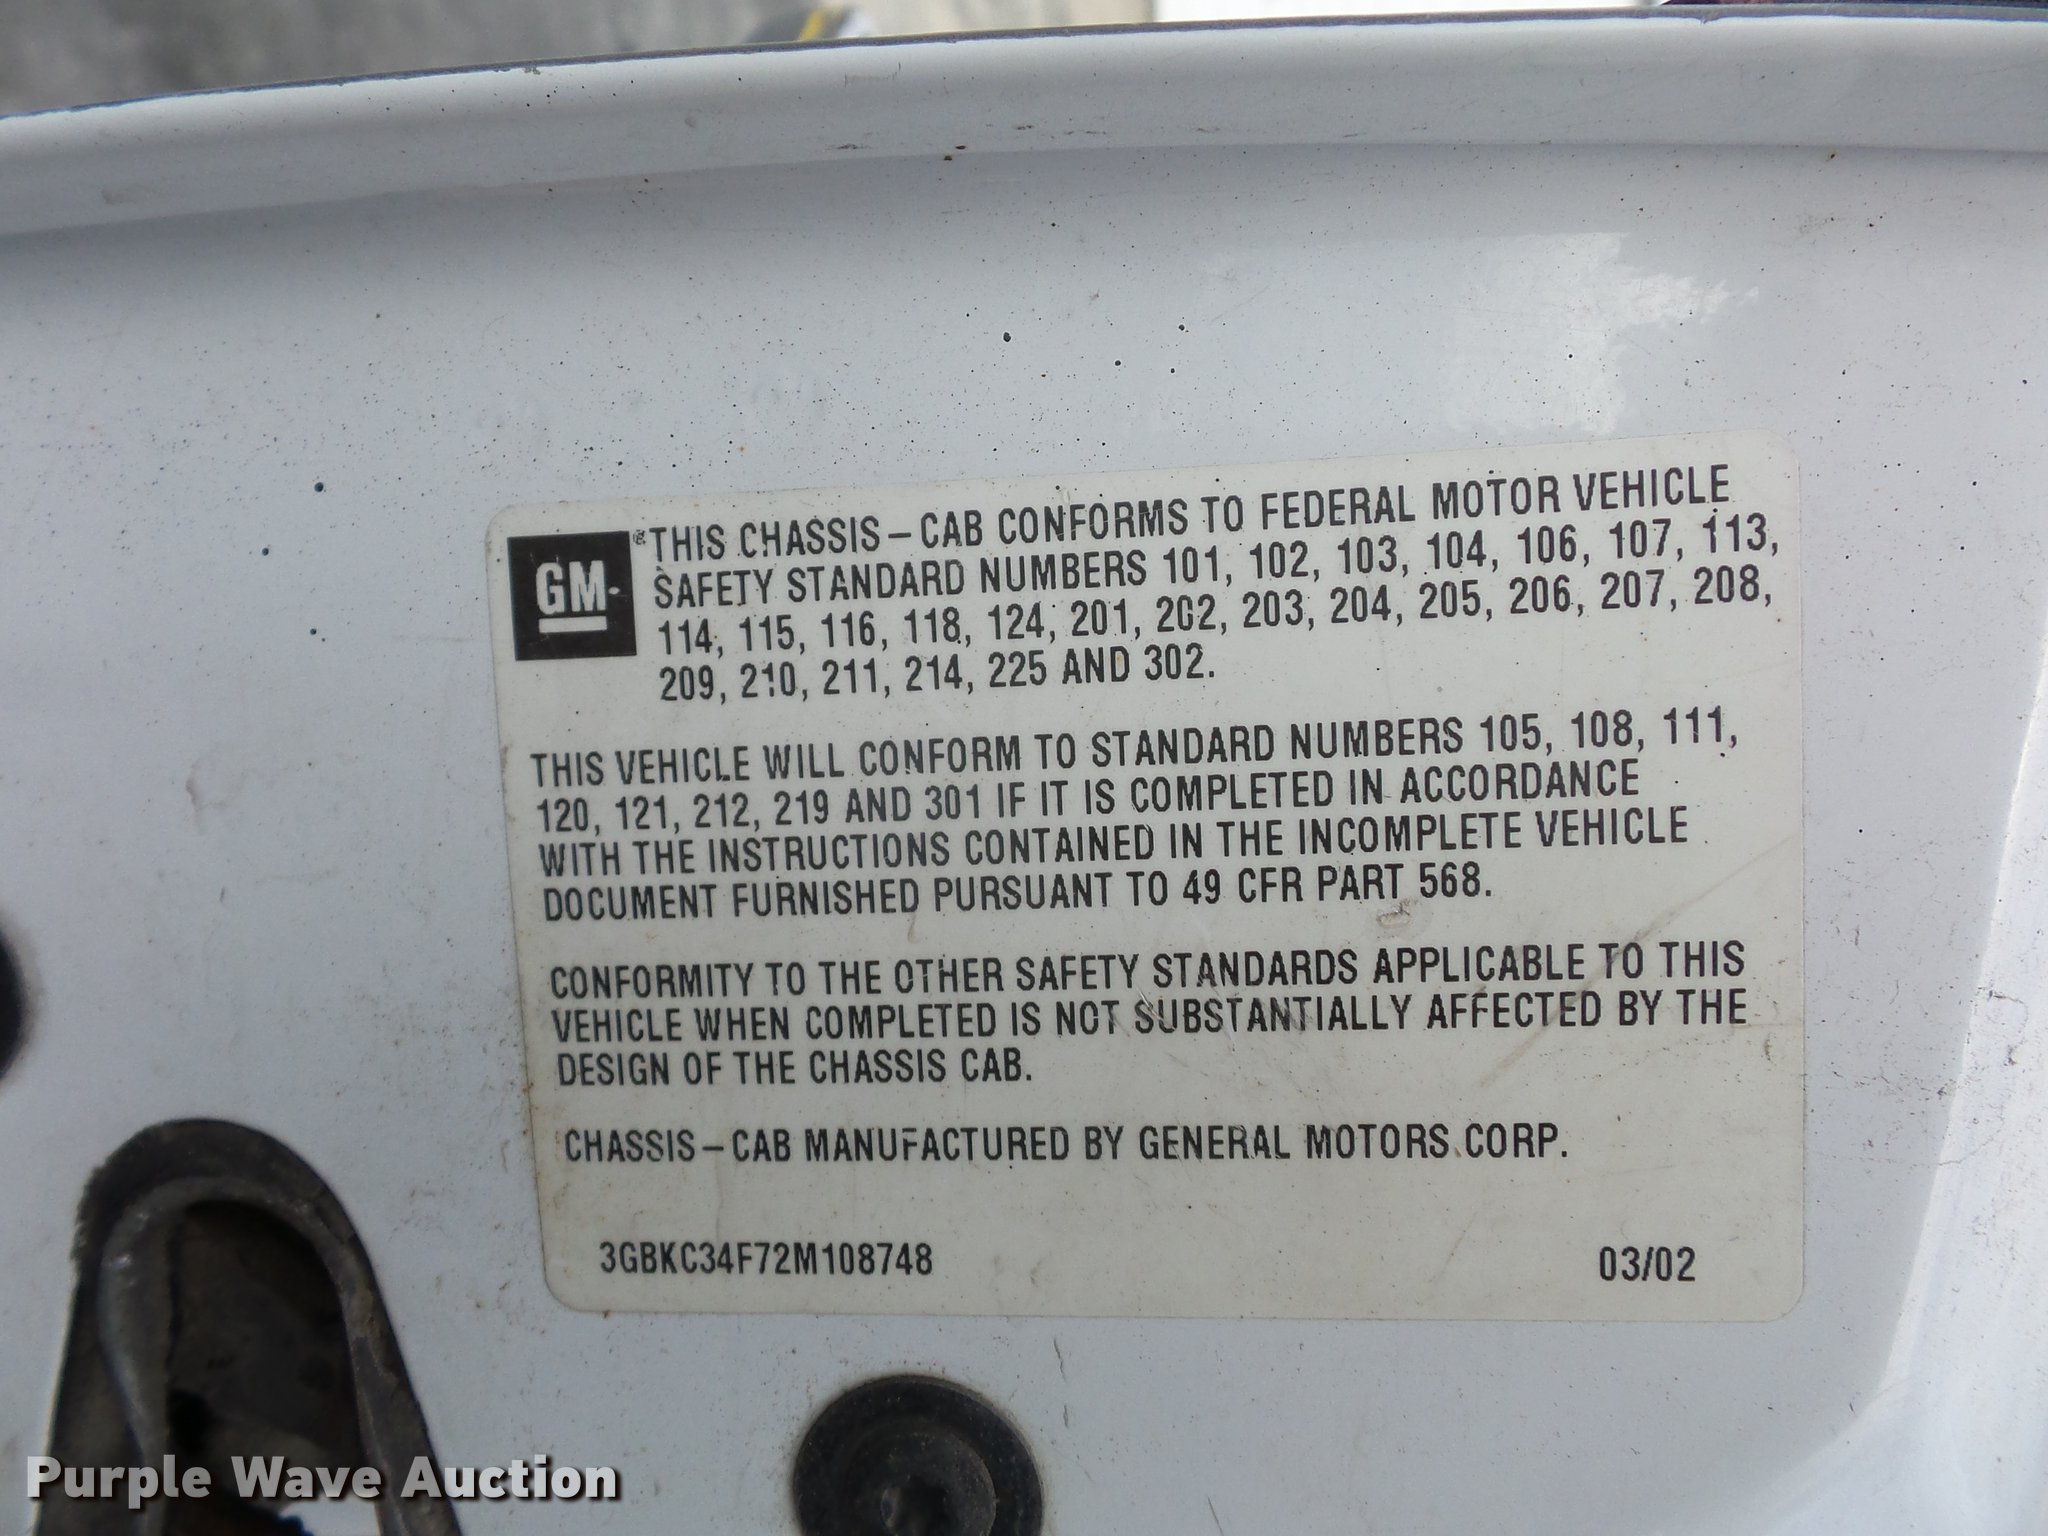 GM
®THIS CHASSIS–CAB CONFORMS TO FEDERAL MOTOR VEHICLE
SAFETY STANDARD NUMBERS 101, 102, 103, 104, 106, 107, 113,
114, 115, 116, 118, 124, 201, 202, 203, 204, 205, 206, 207, 208,
209, 210, 211, 214, 225 AND 302.
THIS VEHICLE WILL CONFORM TO STANDARD NUMBERS 105, 108, 111,
120, 121, 212, 219 AND 301 IF IT IS COMPLETED IN ACCORDANCE
WITH THE INSTRUCTIONS CONTAINED IN THE INCOMPLETE VEHICLE
DOCUMENT FURNISHED PURSUANT TO 49 CFR PART 568.
CONFORMITY TO THE OTHER SAFETY STANDARDS APPLICABLE TO THIS
VEHICLE WHEN COMPLETED IS NOT SUBSTANTIALLY AFFECTED BY THE
DESIGN OF THE CHASSIS CAB.
CHASSIS–CAB MANUFACTURED BY GENERAL MOTORS CORP.
3GBKC34F72M108748 03/02
Purple Wave Auction